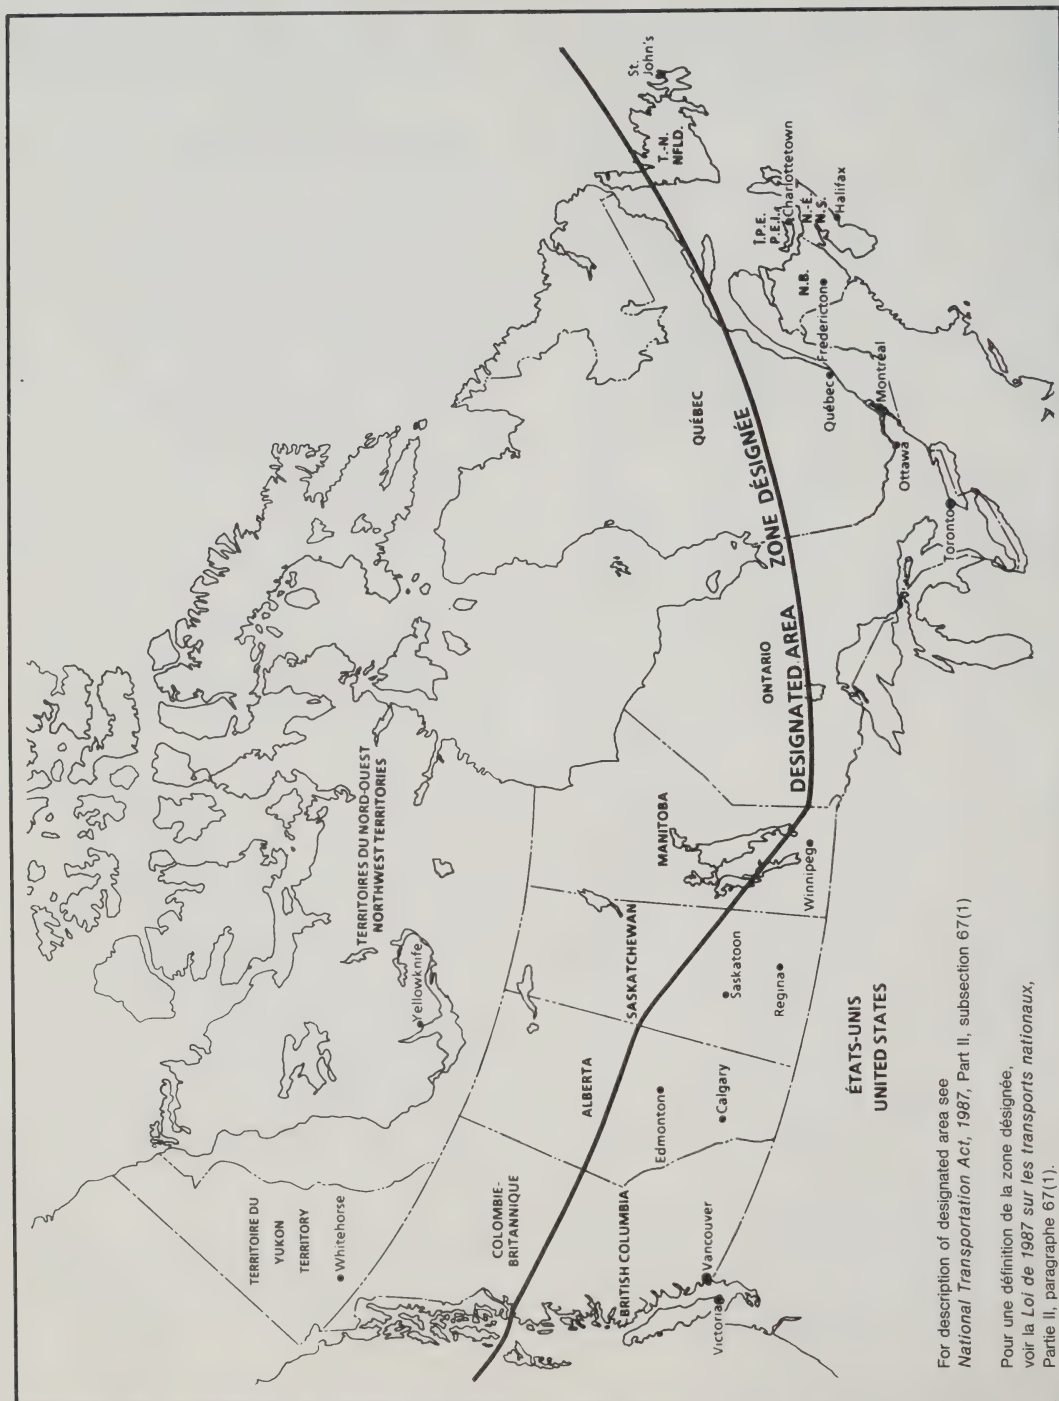 TERRITOIRE DU
YUKON
TERRITORY
Whitehorse
TERRITOIRES DU NORD-OUEST
NORTHWEST TERRITORIES
Yellowknife
COLOMBIE-
BRITANNIQUE
BRITISH COLUMBIA
Victoria
Vancouver
ALBERTA
Edmonton
Calgary
SASKATCHEWAN
Saskatoon
Regina
MANITOBA
Winnipeg
ONTARIO
DESIGNATED AREA
ZONE DÉSIGNÉE
Toronto
Ottawa
QUÉBEC
Québec
Montréal
N.B.
Fredericton
Î.P.E.
P.E.I.
Charlottetown
N.-É.
N.S.
Halifax
T.-N.
NFLD.
St.
John's
ÉTATS-UNIS
UNITED STATES
For description of designated area see
National Transportation Act, 1987, Part II, subsection 67(1)
Pour une définition de la zone désignée,
voir la Loi de 1987 sur les transports nationaux,
Partie II, paragraphe 67(1).